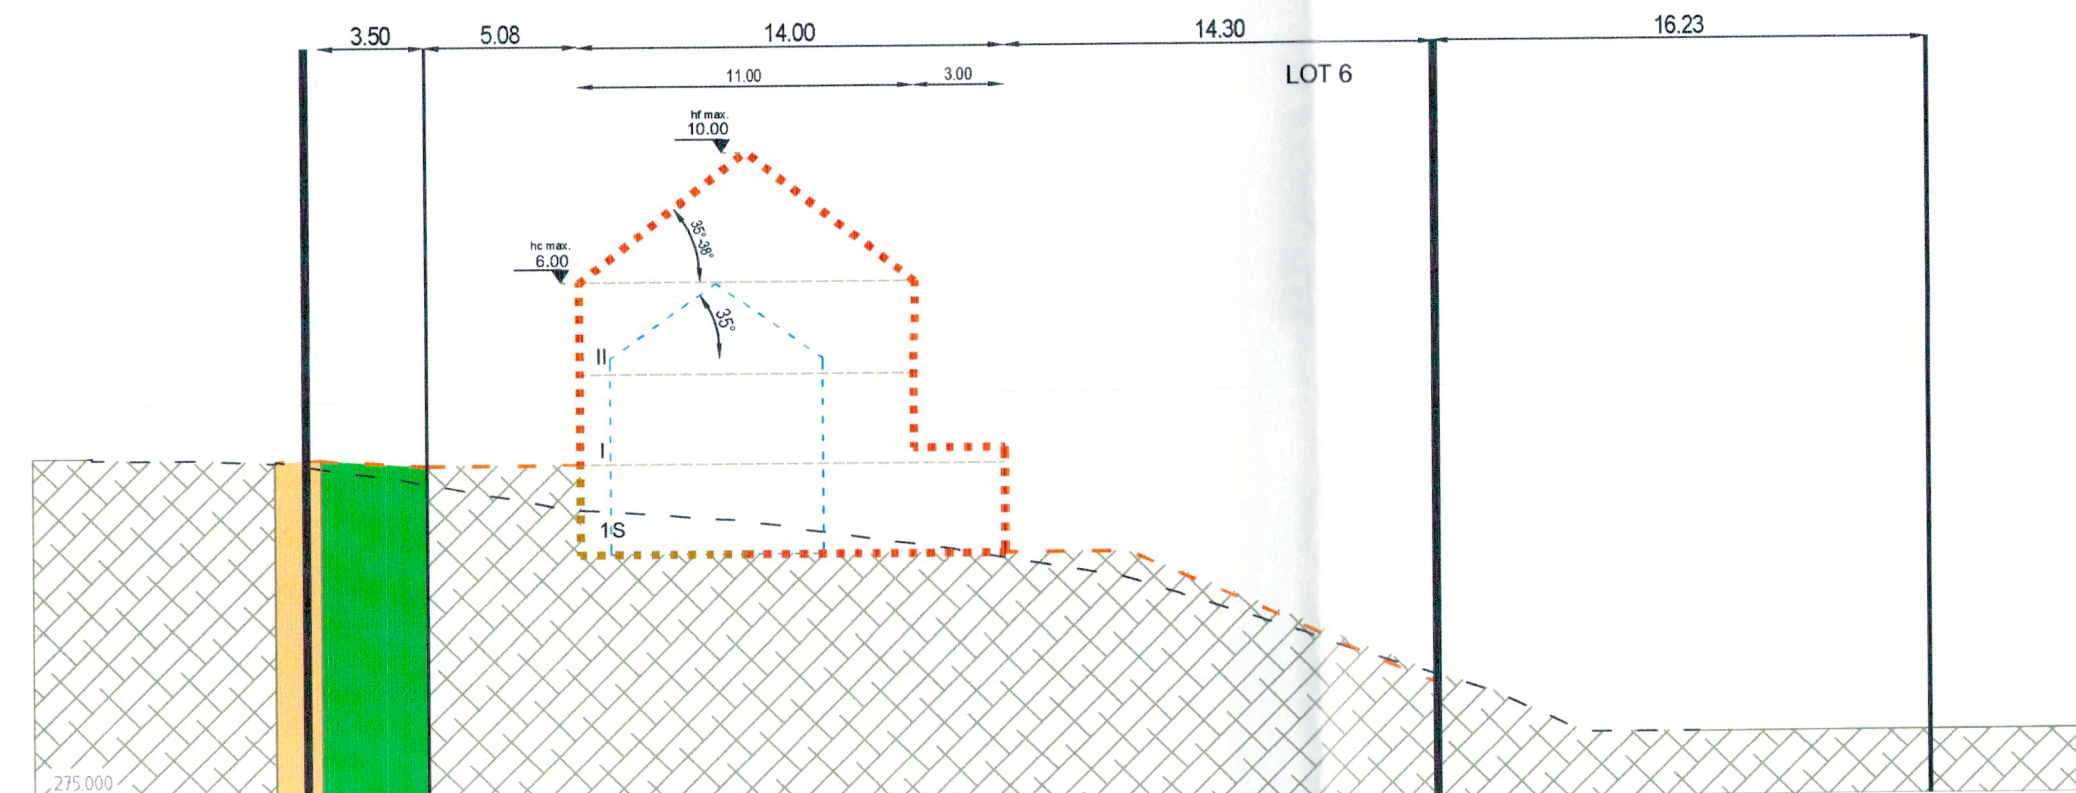 3.50 5.08 14.00 14.30 16.23
11.00 3.00 LOT 6
hf max.
10.00
35°-38°
hc max.
6.00
35°
II
I
1S
275.000